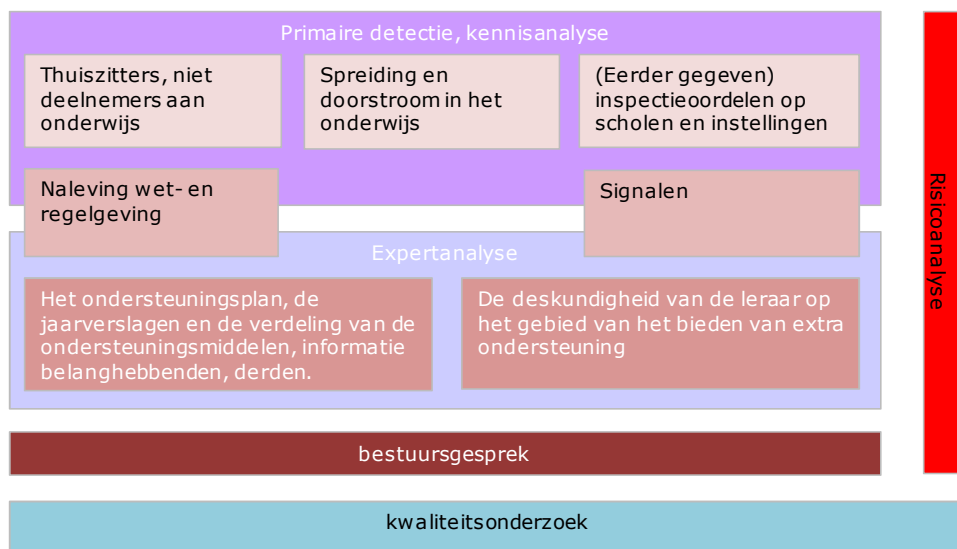 Primaire detectie, kennisanalyse
Thuiszitters, niet
deelnemers aan
onderwijs
Spreiding en
doorstroom in het
onderwijs
(Eerder gegeven)
inspectieoordelen op
scholen en instellingen
Naleving wet- en
regelgeving
Signalen
Expertanalyse
Het ondersteuningsplan, de
jaarverslagen en de verdeling van de
ondersteuningsmiddelen, informatie
belanghebbenden, derden.
De deskundigheid van de leraar op
het gebied van het bieden van extra
ondersteuning
bestuursgesprek
kwaliteitsonderzoek
Risicoanalyse